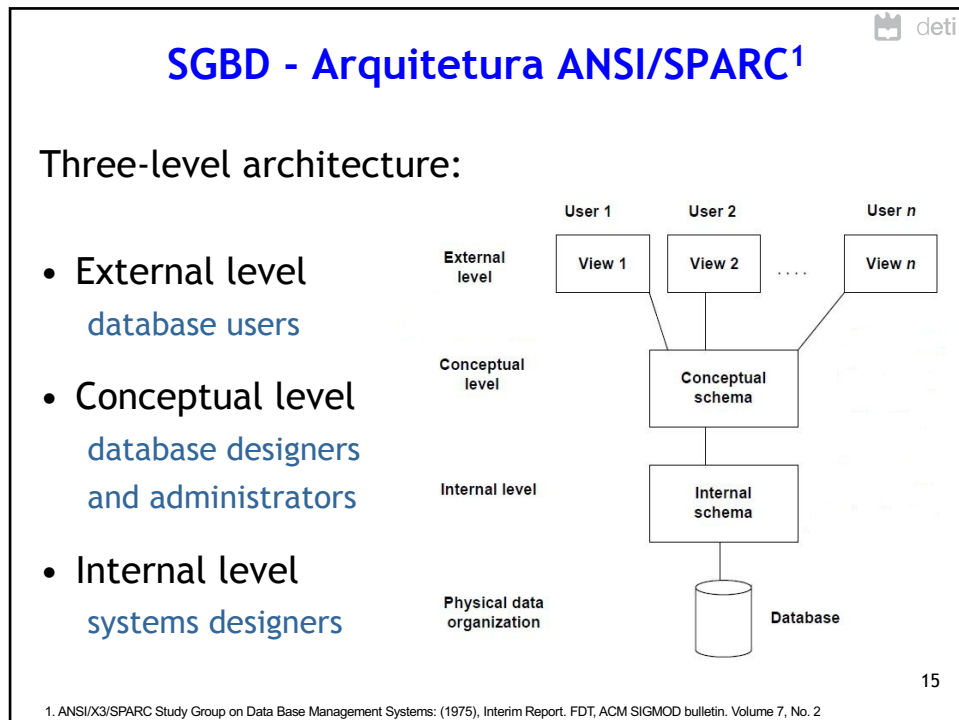 deti
SGBD - Arquitetura ANSI/SPARC1
Three-level architecture:
• External level
database users
• Conceptual level
database designers
and administrators
• Internal level
systems designers
User 1
User 2
User n
External
level
View 1
View 2
. . . .
View n
Conceptual
level
Conceptual
schema
Internal level
Internal
schema
Physical data
organization
Database
15
1. ANSI/X3/SPARC Study Group on Data Base Management Systems: (1975), Interim Report. FDT, ACM SIGMOD bulletin. Volume 7, No. 2